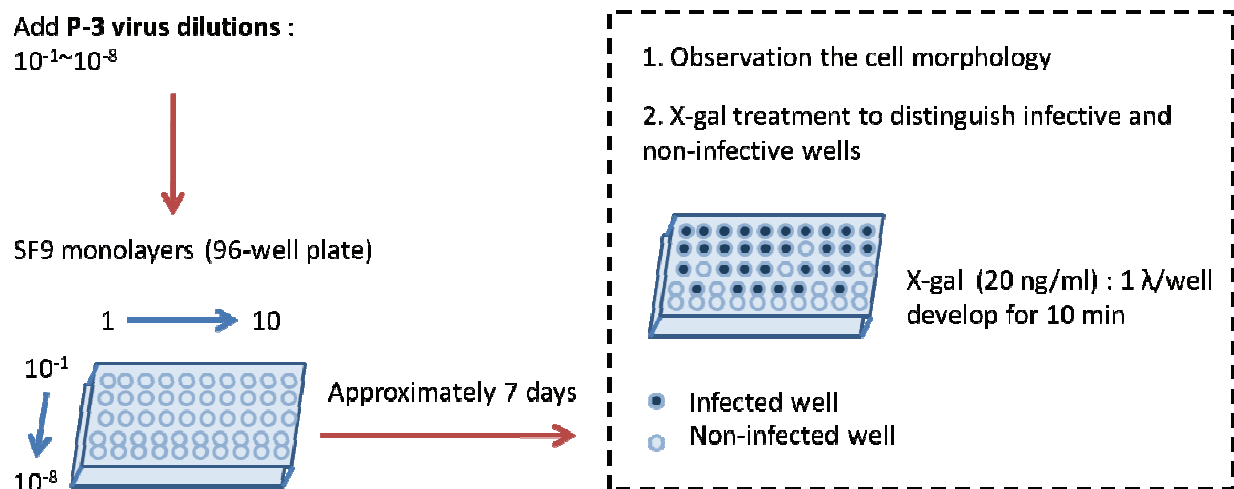 Add P-3 virus dilutions :
10⁻¹~10⁻⁸
SF9 monolayers (96-well plate)
1 10
10⁻¹
10⁻⁸
Approximately 7 days
1. Observation the cell morphology
2. X-gal treatment to distinguish infective and
non-infective wells
X-gal (20 ng/ml) : 1 λ/well
develop for 10 min
Infected well
Non-infected well